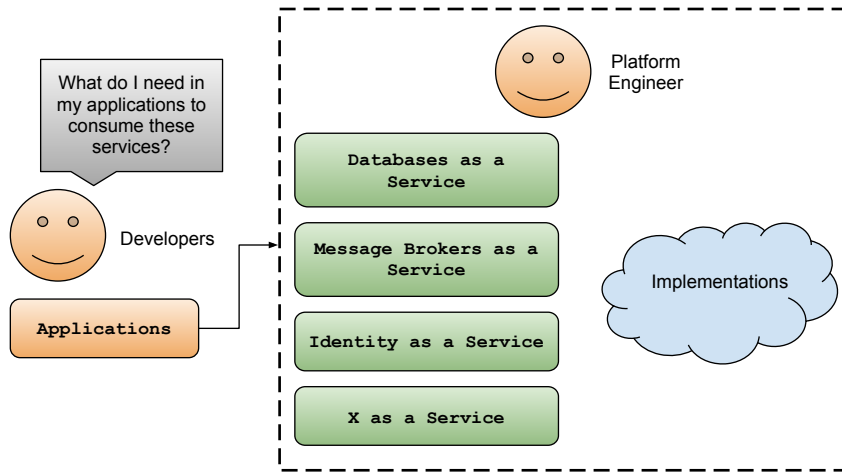 What do I need in
my applications to
consume these
services?
Developers
Applications
Platform
Engineer
Databases as a
Service
Message Brokers as a
Service
Identity as a Service
X as a Service
Implementations